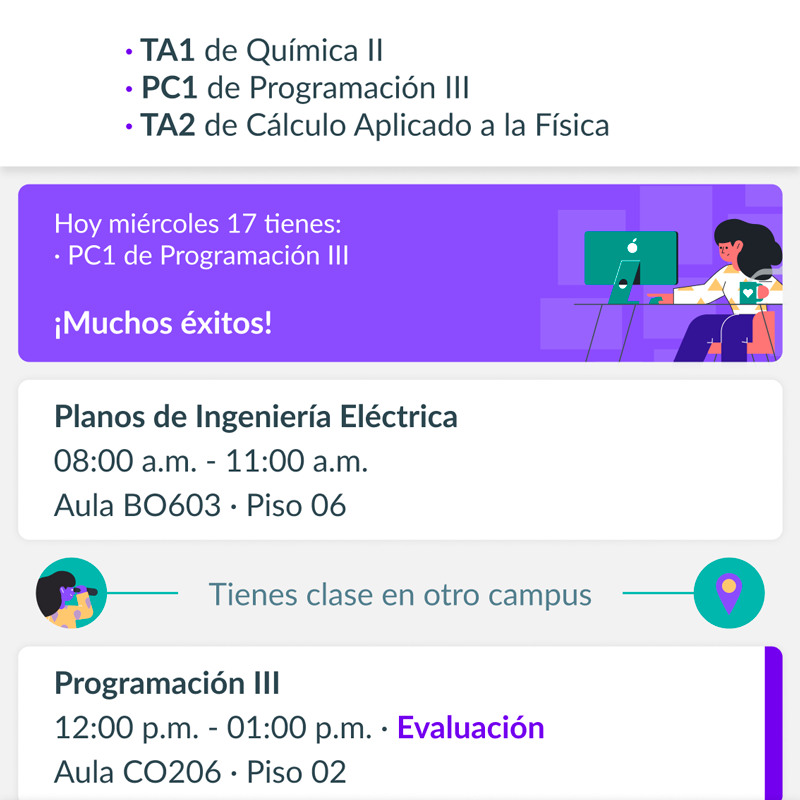 · TA1 de Química II
· PC1 de Programación III
· TA2 de Cálculo Aplicado a la Física
Hoy miércoles 17 tienes:
· PC1 de Programación III
¡Muchos éxitos!
Planos de Ingeniería Eléctrica
08:00 a.m. - 11:00 a.m.
Aula BO603 · Piso 06
Tienes clase en otro campus
Programación III
12:00 p.m. - 01:00 p.m. · Evaluación
Aula CO206 · Piso 02